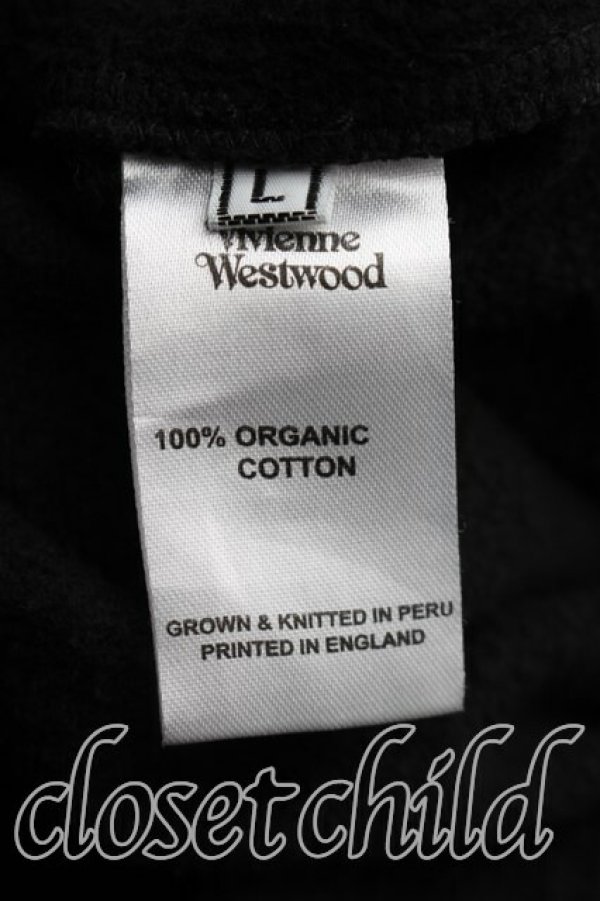 L
Vivienne
Westwood
100% ORGANIC
COTTON
GROWN & KNITTED IN PERU
PRINTED IN ENGLAND
closet child